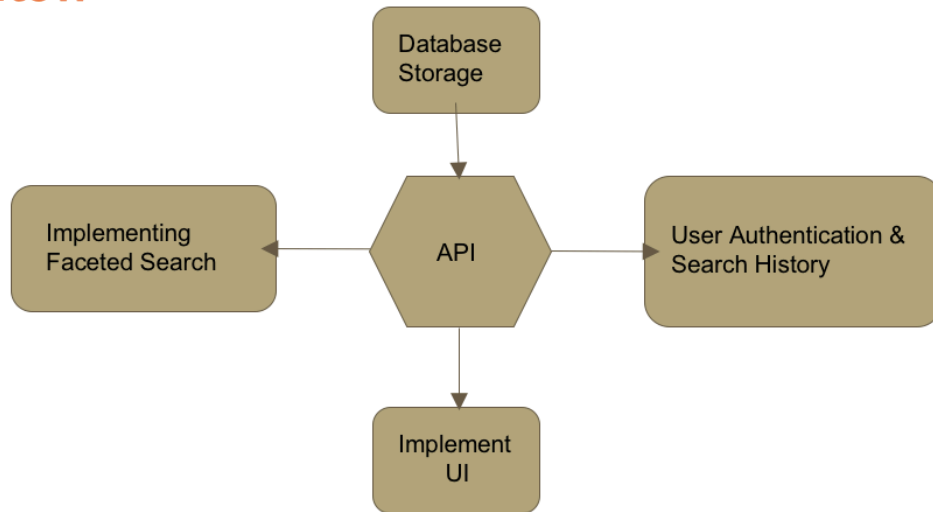 Database
Storage
Implementing
Faceted Search
API
User Authentication &
Search History
Implement
UI